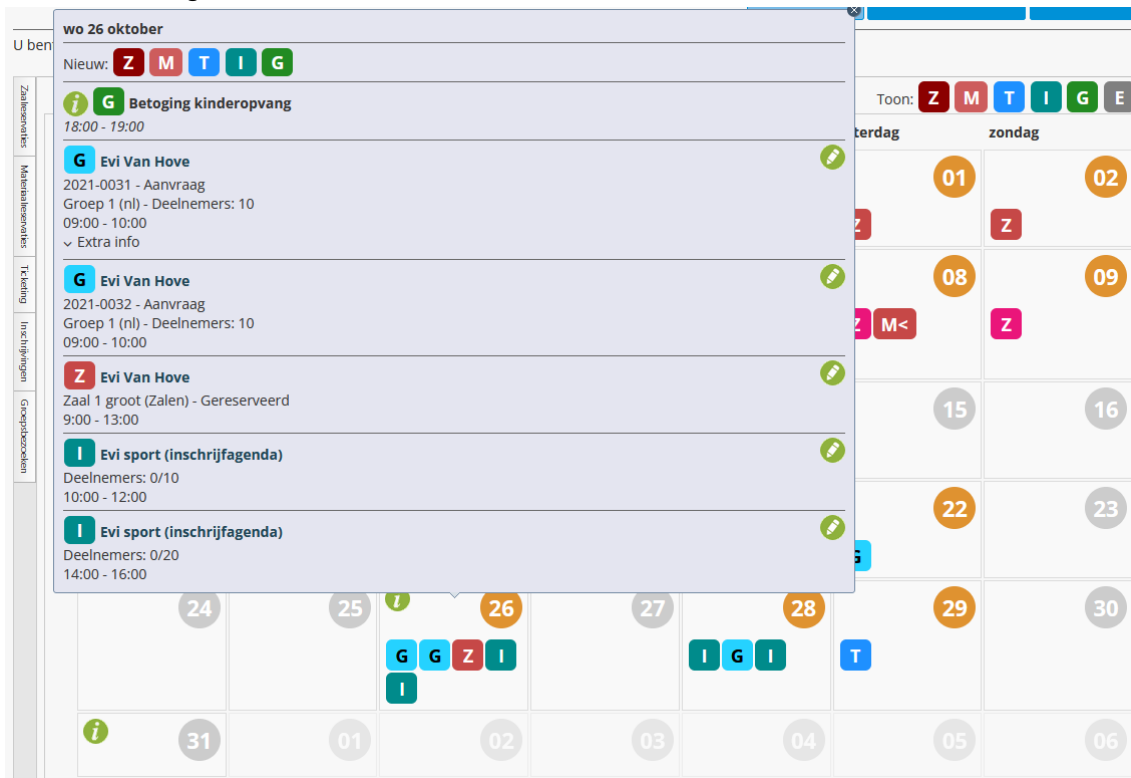 wo 26 oktober
U ben
Nieuw: Z M T I G
i G Betoging kinderopvang
18:00 - 19:00
G Evi Van Hove
2021-0031 - Aanvraag
Groep 1 (nl) - Deelnemers: 10
09:00 - 10:00
Extra info
G Evi Van Hove
2021-0032 - Aanvraag
Groep 1 (nl) - Deelnemers: 10
09:00 - 10:00
Z Evi Van Hove
Zaal 1 groot (Zalen) - Gereserveerd
9:00 - 13:00
I Evi sport (inschrijfagenda)
Deelnemers: 0/10
10:00 - 12:00
I Evi sport (inschrijfagenda)
Deelnemers: 0/20
14:00 - 16:00
Zaalreservaties
Materiaalreservaties
Ticketing
Inschrijvingen
Groepsbezoeken
Toon: Z M T I G E
terdag zondag
01 02
Z Z
08 09
Z M< Z
15 16
22 23
G
24 25 i 26 27 28 29 30
G G Z I I G I T
I
i 31 01 02 03 04 05 06